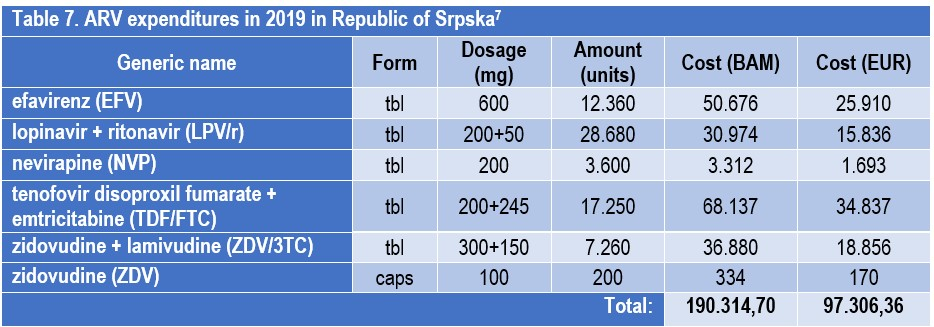 Table 7. ARV expenditures in 2019 in Republic of Srpska⁷
Generic name Form Dosage (mg) Amount (units) Cost (BAM) Cost (EUR)
efavirenz (EFV) tbl 600 12.360 50.676 25.910
lopinavir + ritonavir (LPV/r) tbl 200+50 28.680 30.974 15.836
nevirapine (NVP) tbl 200 3.600 3.312 1.693
tenofovir disoproxil fumarate +
emtricitabine (TDF/FTC) tbl 200+245 17.250 68.137 34.837
zidovudine + lamivudine (ZDV/3TC) tbl 300+150 7.260 36.880 18.856
zidovudine (ZDV) caps 100 200 334 170
Total: 190.314,70 97.306,36